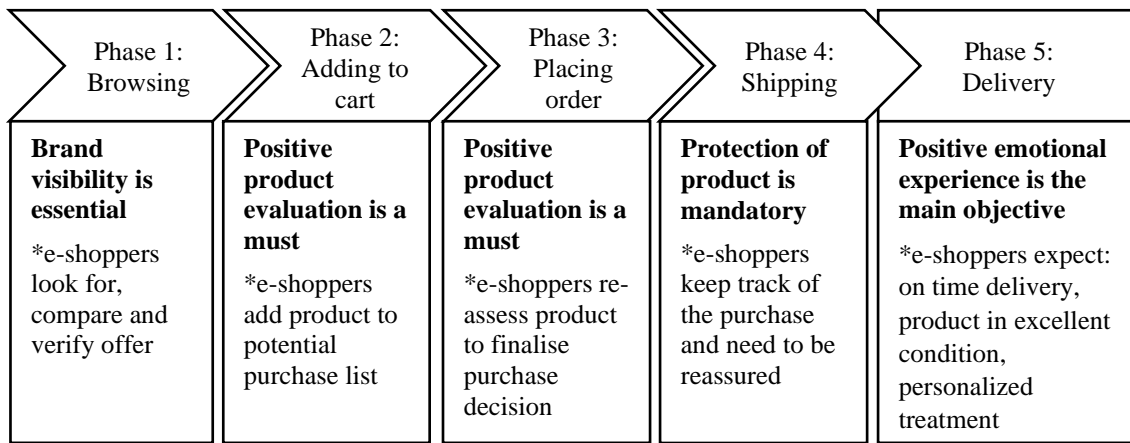 Phase 1:
Browsing
Phase 2:
Adding to
cart
Phase 3:
Placing
order
Phase 4:
Shipping
Phase 5:
Delivery
Brand
visibility is
essential
*e-shoppers
look for,
compare and
verify offer
Positive
product
evaluation is a
must
*e-shoppers
add product to
potential
purchase list
Positive
product
evaluation is a
must
*e-shoppers re-
assess product
to finalise
purchase
decision
Protection of
product is
mandatory
*e-shoppers
keep track of
the purchase
and need to be
reassured
Positive emotional
experience is the
main objective
*e-shoppers expect:
on time delivery,
product in excellent
condition,
personalized
treatment